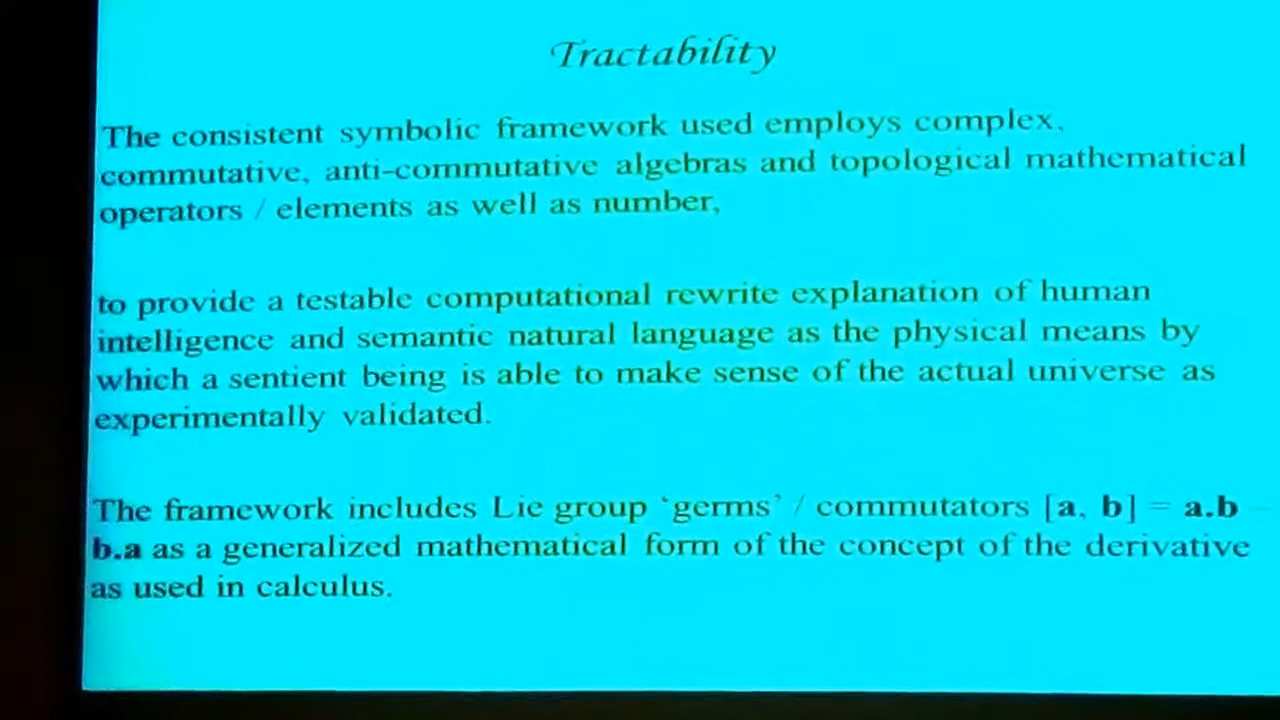 Tractability
The consistent symbolic framework used employs complex,
commutative, anti-commutative algebras and topological mathematical
operators / elements as well as number,
to provide a testable computational rewrite explanation of human
intelligence and semantic natural language as the physical means by
which a sentient being is able to make sense of the actual universe as
experimentally validated.
The framework includes Lie group ‘germs’ / commutators [a, b] = a.b –
b.a as a generalized mathematical form of the concept of the derivative
as used in calculus.